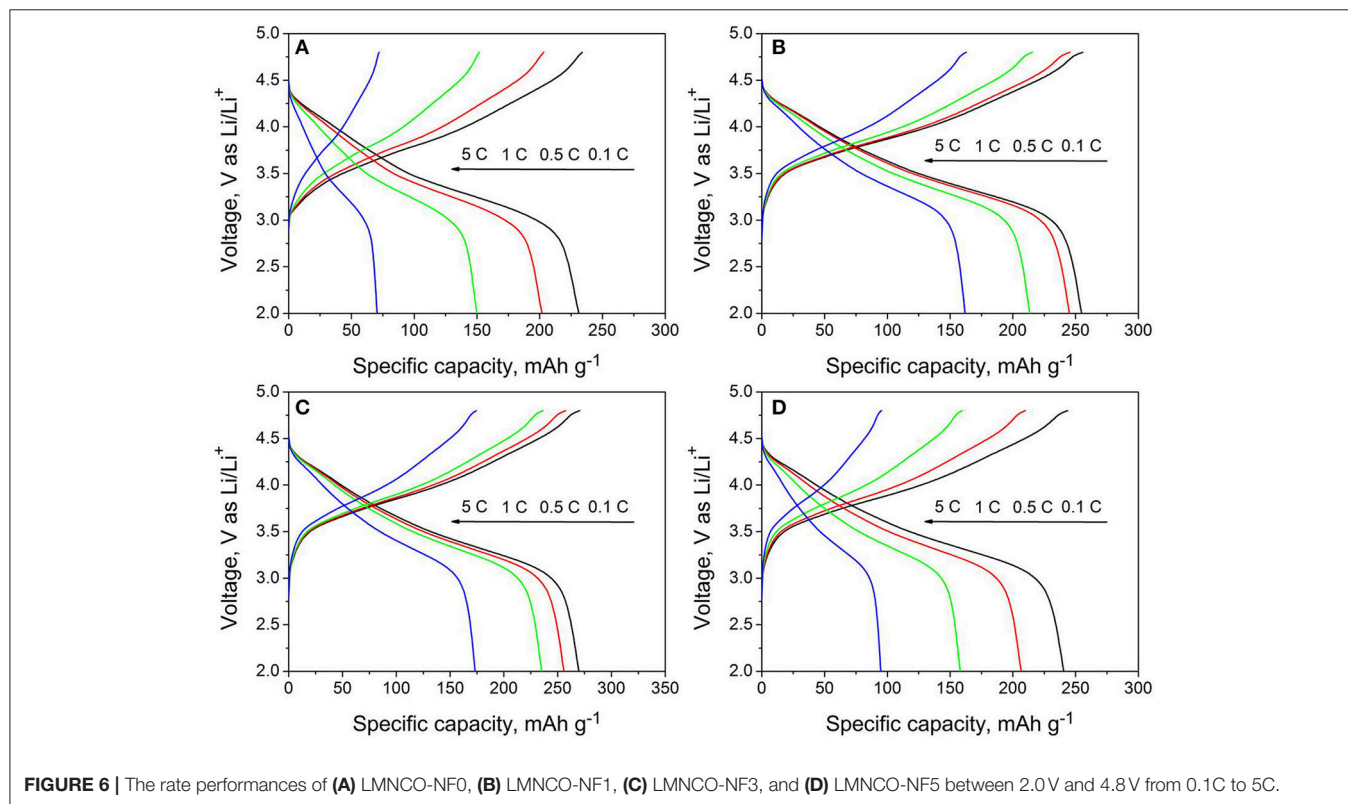 A
5.0
4.5
4.0
3.5
3.0
2.5
2.0
Voltage, V as Li/Li+
5 C 1 C 0.5 C 0.1 C
0 50 100 150 200 250 300
Specific capacity, mAh g-1
B
5.0
4.5
4.0
3.5
3.0
2.5
2.0
Voltage, V as Li/Li+
5 C 1 C 0.5 C 0.1 C
0 50 100 150 200 250 300
Specific capacity, mAh g-1
C
5.0
4.5
4.0
3.5
3.0
2.5
2.0
Voltage, V as Li/Li+
5 C 1 C 0.5 C 0.1 C
0 50 100 150 200 250 300 350
Specific capacity, mAh g-1
D
5.0
4.5
4.0
3.5
3.0
2.5
2.0
Voltage, V as Li/Li+
5 C 1 C 0.5 C 0.1 C
0 50 100 150 200 250 300
Specific capacity, mAh g-1
FIGURE 6 | The rate performances of (A) LMNCO-NF0, (B) LMNCO-NF1, (C) LMNCO-NF3, and (D) LMNCO-NF5 between 2.0 V and 4.8 V from 0.1C to 5C.